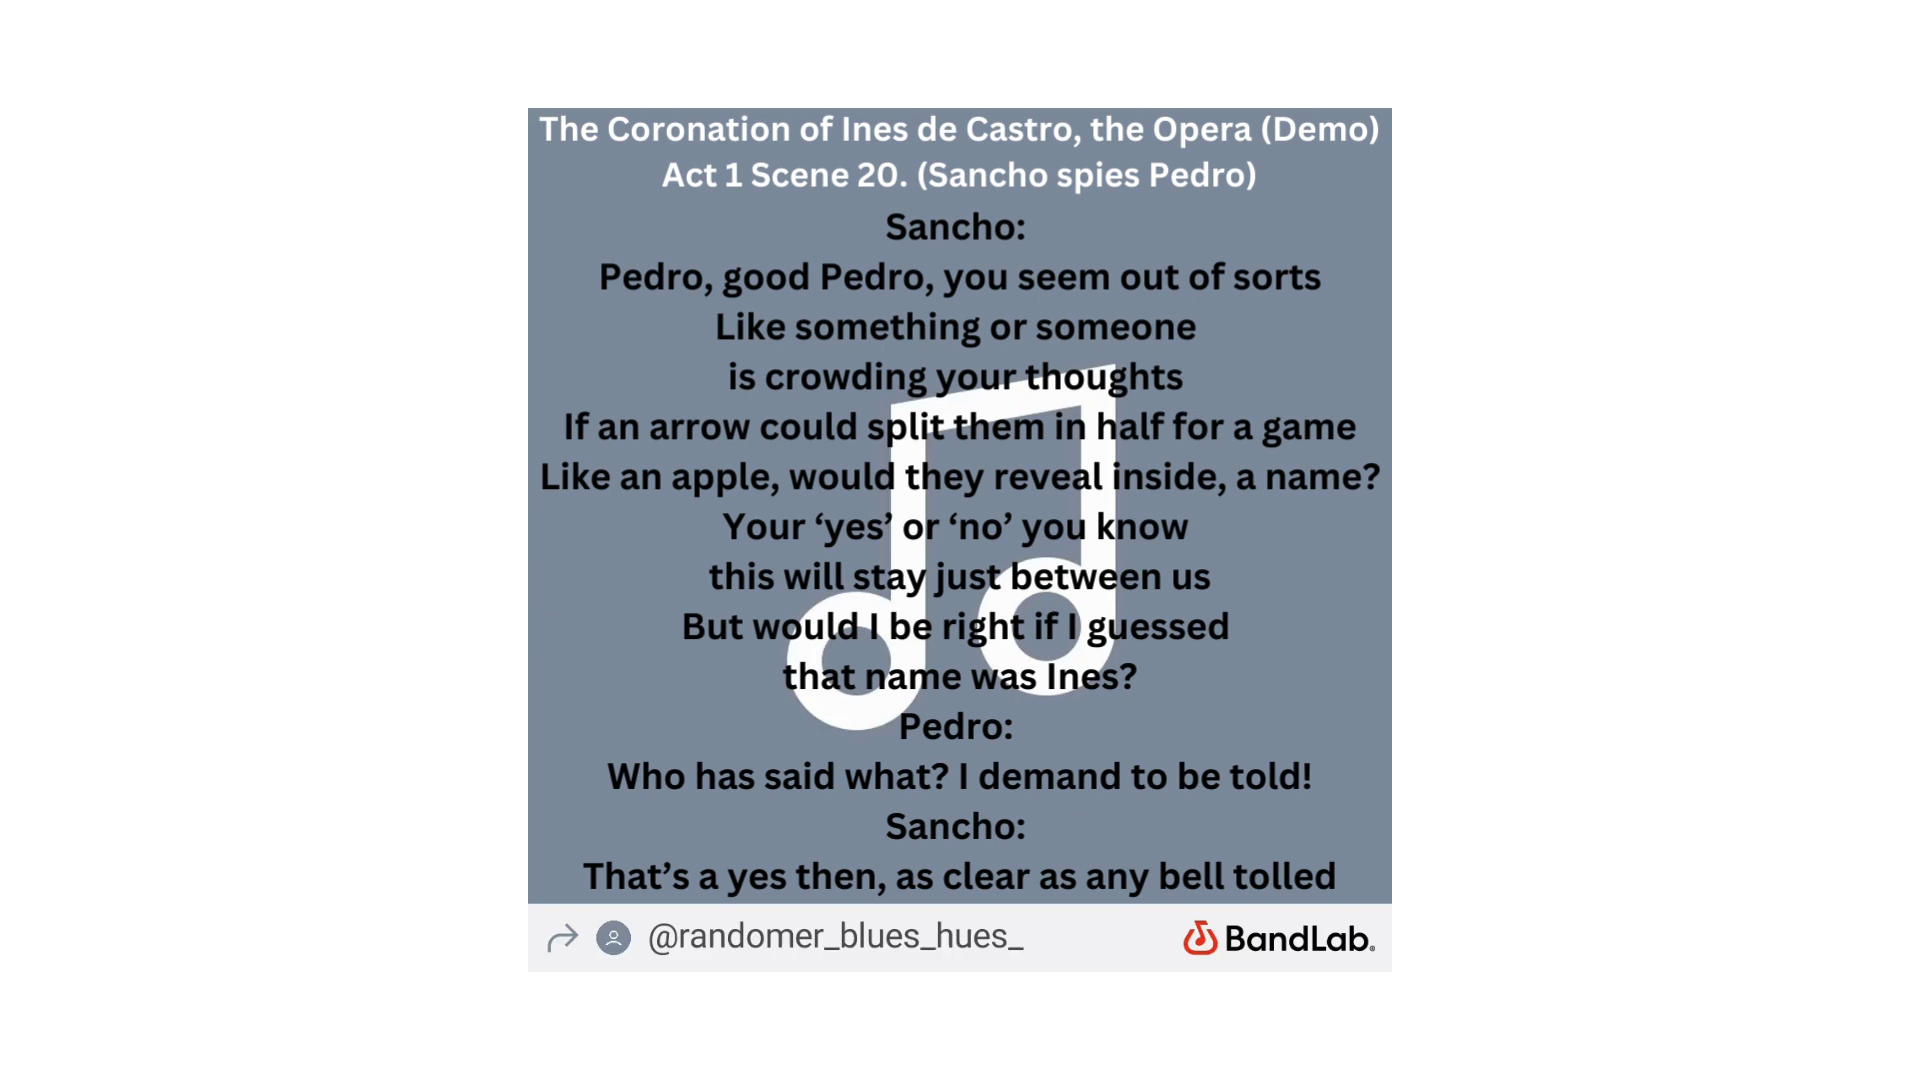 The Coronation of Ines de Castro, the Opera (Demo)
Act 1 Scene 20. (Sancho spies Pedro)
Sancho:
Pedro, good Pedro, you seem out of sorts
Like something or someone
is crowding your thoughts
If an arrow could split them in half for a game
Like an apple, would they reveal inside, a name?
Your ‘yes’ or ‘no’ you know
this will stay just between us
But would I be right if I guessed
that name was Ines?
Pedro:
Who has said what? I demand to be told!
Sancho:
That’s a yes then, as clear as any bell tolled
@randomer_blues_hues_
BandLab®